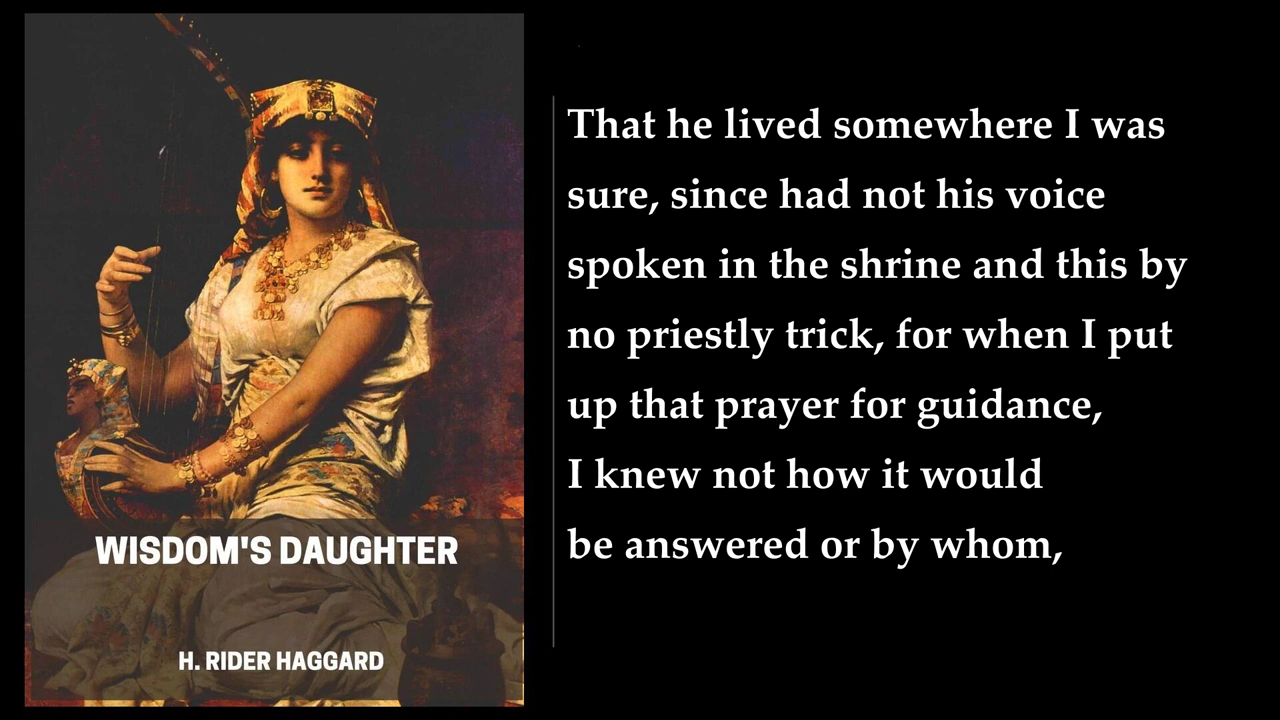 WISDOM'S DAUGHTER
H. RIDER HAGGARD
That he lived somewhere I was
sure, since had not his voice
spoken in the shrine and this by
no priestly trick, for when I put
up that prayer for guidance,
I knew not how it would
be answered or by whom,